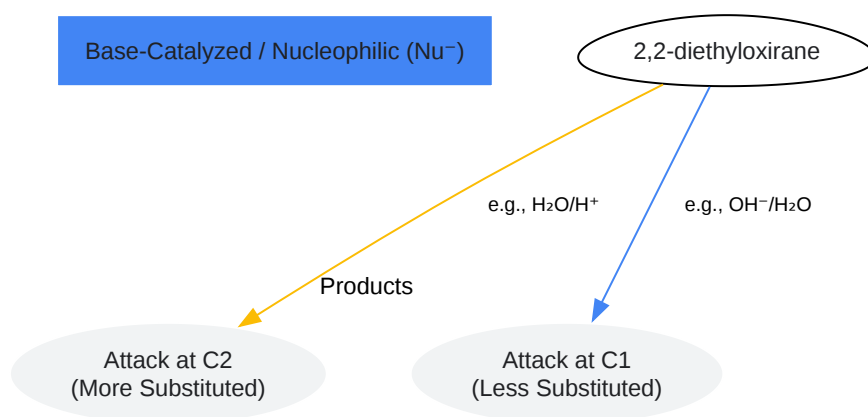 Base-Catalyzed / Nucleophilic (Nu⁻)
2,2-diethyloxirane
e.g., H₂O/H⁺
e.g., OH⁻/H₂O
Products
Attack at C2
(More Substituted)
Attack at C1
(Less Substituted)